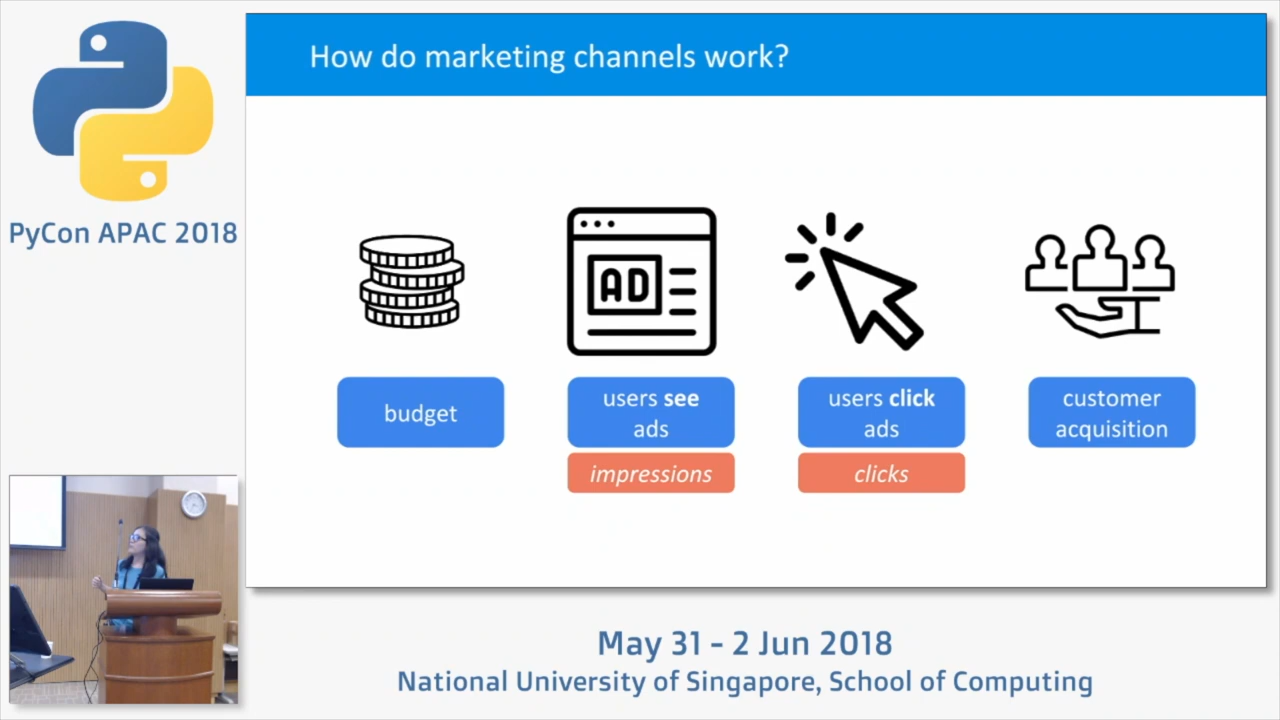 How do marketing channels work?
PyCon APAC 2018
AD
budget
users see
ads
impressions
users click
ads
clicks
customer
acquisition
May 31 - 2 Jun 2018
National University of Singapore, School of Computing